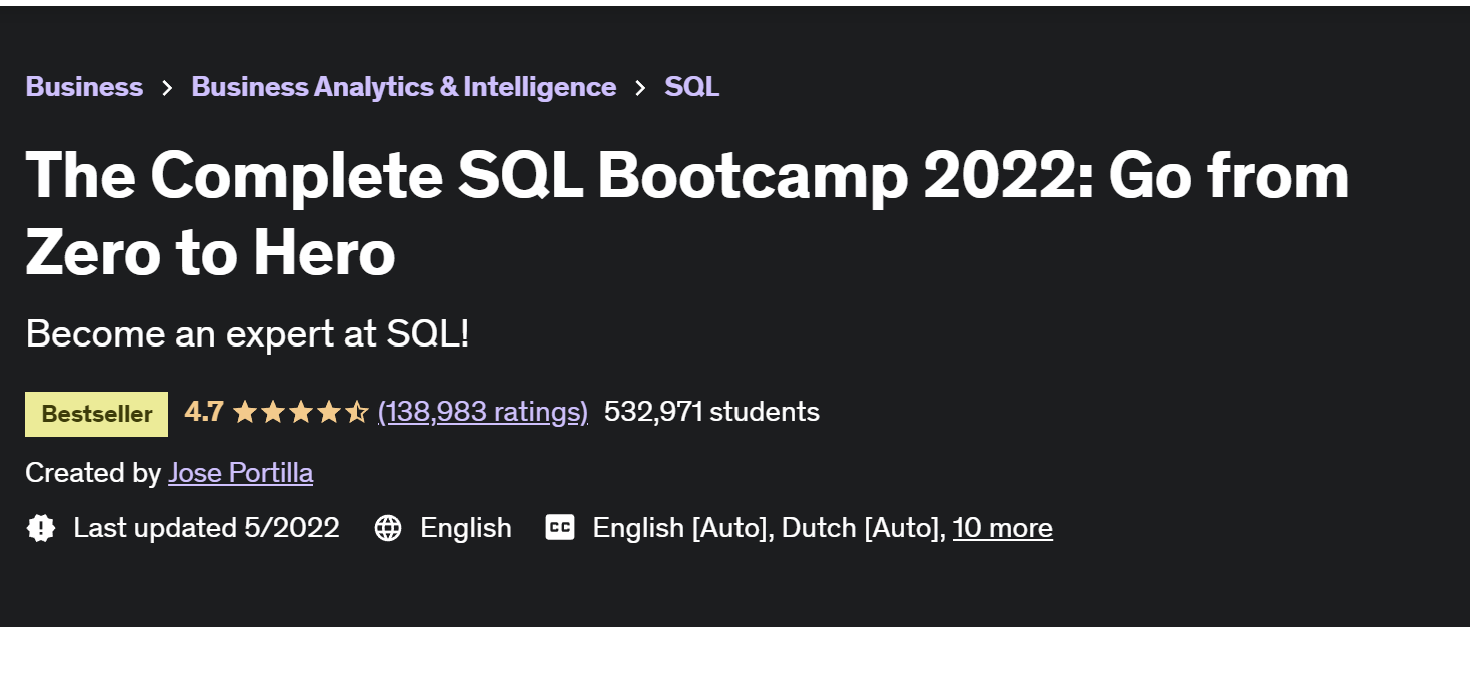 Business > Business Analytics & Intelligence > SQL
The Complete SQL Bootcamp 2022: Go from
Zero to Hero
Become an expert at SQL!
Bestseller 4.7 (138,983 ratings) 532,971 students
Created by Jose Portilla
Last updated 5/2022 English CC English [Auto], Dutch [Auto], 10 more